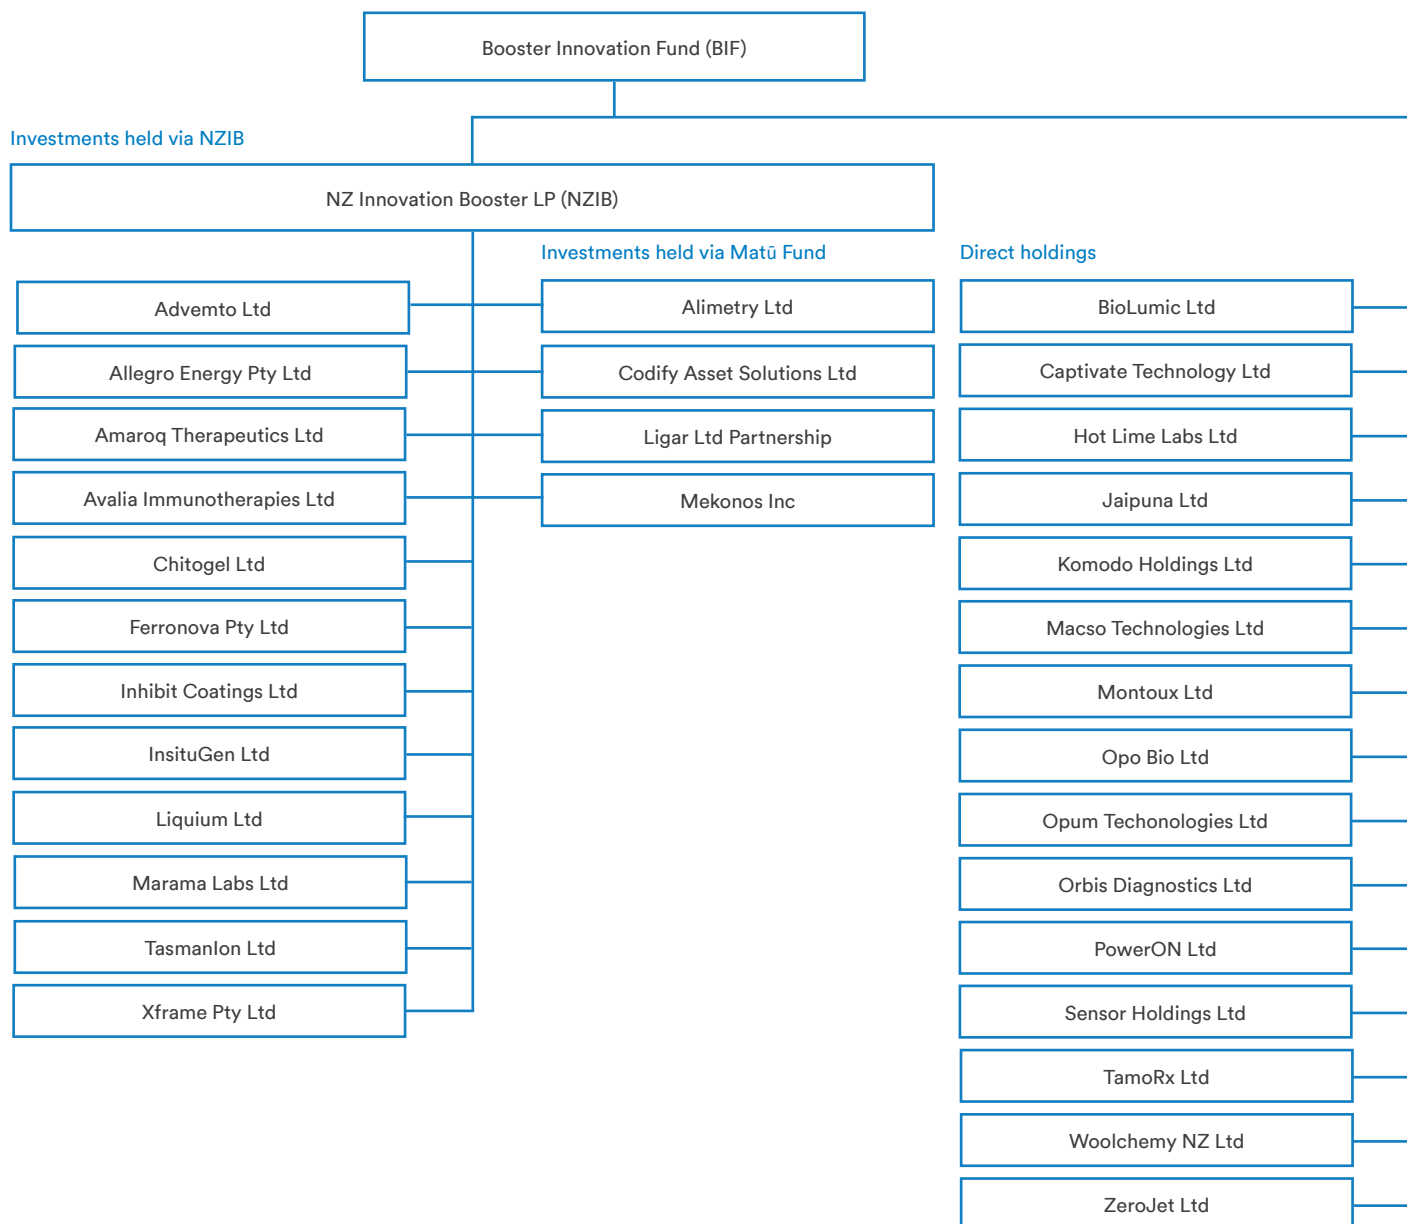 Booster Innovation Fund (BIF)
Investments held via NZIB
NZ Innovation Booster LP (NZIB)
Advemto Ltd
Allegro Energy Pty Ltd
Amaroq Therapeutics Ltd
Avalia Immunotherapies Ltd
Chitogel Ltd
Ferronova Pty Ltd
Inhibit Coatings Ltd
InsituGen Ltd
Liquium Ltd
Marama Labs Ltd
TasmanIon Ltd
Xframe Pty Ltd
Investments held via Matū Fund
Alimetry Ltd
Codify Asset Solutions Ltd
Ligar Ltd Partnership
Mekonos Inc
Direct holdings
BioLumic Ltd
Captivate Technology Ltd
Hot Lime Labs Ltd
Jaipuna Ltd
Komodo Holdings Ltd
Macso Technologies Ltd
Montoux Ltd
Opo Bio Ltd
Opum Techonologies Ltd
Orbis Diagnostics Ltd
PowerON Ltd
Sensor Holdings Ltd
TamoRx Ltd
Woolchemy NZ Ltd
ZeroJet Ltd